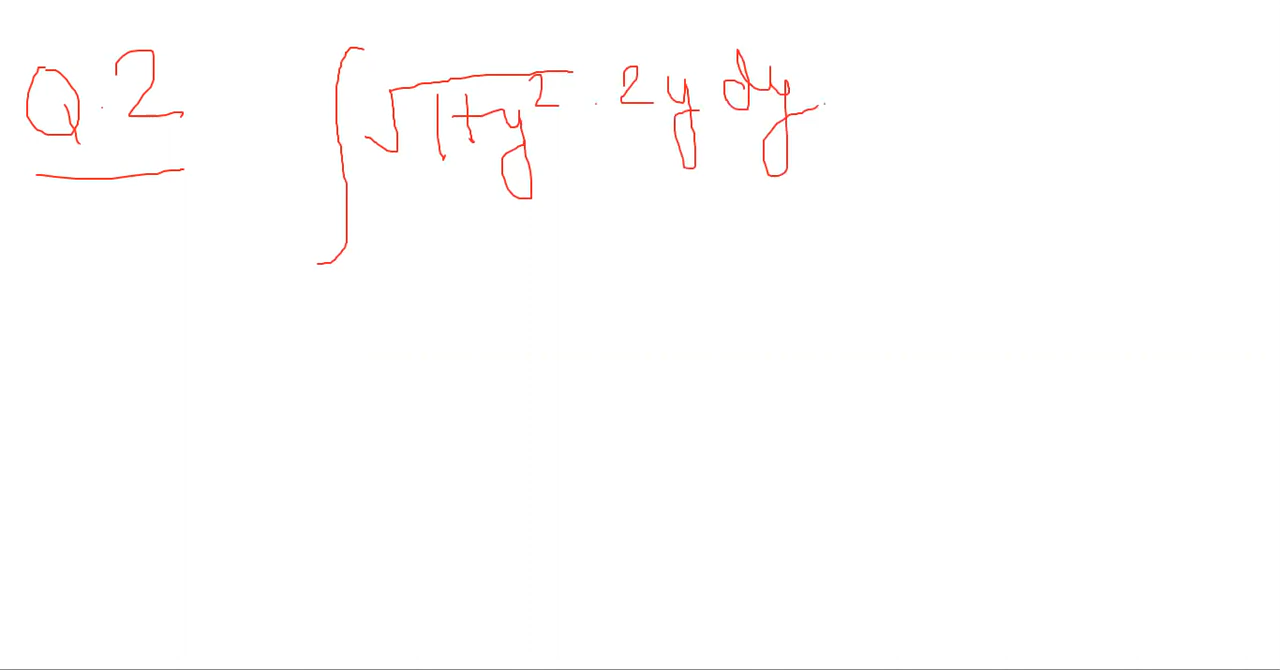 Q.2 ∫√(1+y²) . 2y dy.